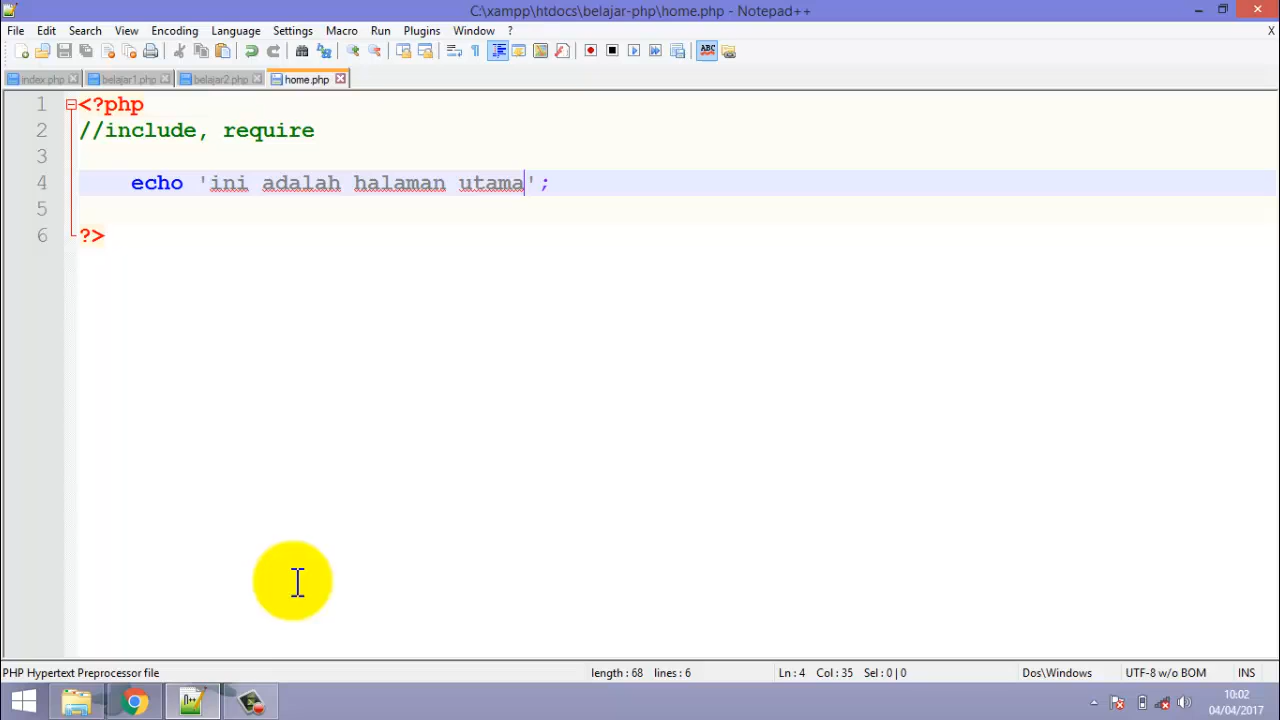 C:\xampp\htdocs\belajar-php\home.php - Notepad++
File Edit Search View Encoding Language Settings Macro Run Plugins Window ? X
ABC
index.php belajar1.php belajar2.php home.php
1 <?php
2 //include, require
3
4 echo 'ini adalah halaman utama';
5
6 ?>
PHP Hypertext Preprocessor file length : 68 lines : 6 Ln : 4 Col : 35 Sel : 0 | 0 Dos\Windows UTF-8 w/o BOM INS
10:02
04/04/2017